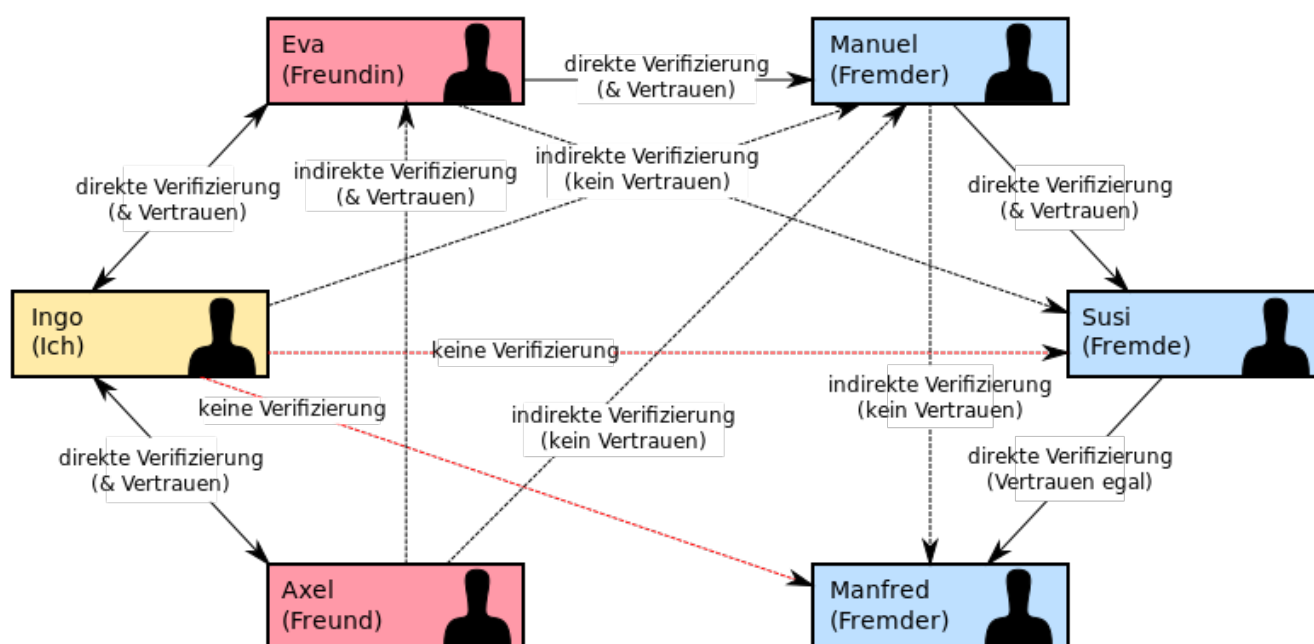 Eva
(Freundin)
Manuel
(Fremder)
direkte Verifizierung
(& Vertrauen)
direkte Verifizierung
(& Vertrauen)
indirekte Verifizierung
(& Vertrauen)
indirekte Verifizierung
(kein Vertrauen)
direkte Verifizierung
(& Vertrauen)
Ingo
(Ich)
Susi
(Fremde)
keine Verifizierung
keine Verifizierung
indirekte Verifizierung
(kein Vertrauen)
indirekte Verifizierung
(kein Vertrauen)
direkte Verifizierung
(& Vertrauen)
direkte Verifizierung
(Vertrauen egal)
Axel
(Freund)
Manfred
(Fremder)